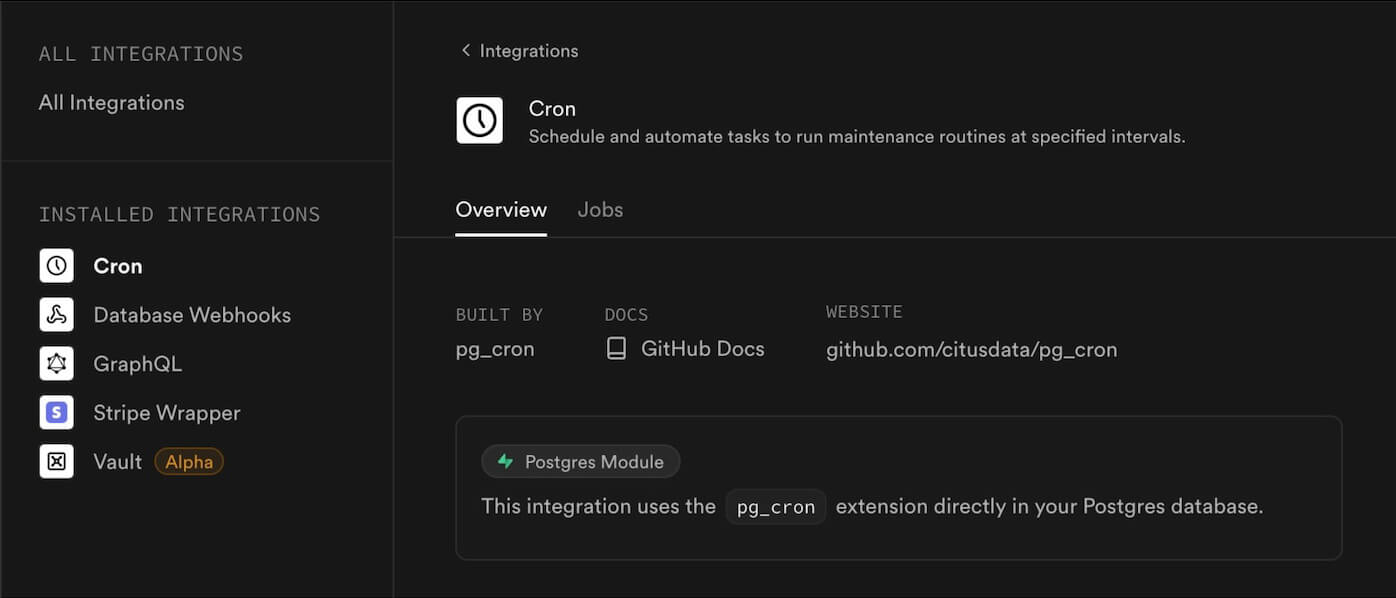 ALL INTEGRATIONS
All Integrations
INSTALLED INTEGRATIONS
Cron
Database Webhooks
GraphQL
S Stripe Wrapper
Vault Alpha
Integrations
Cron
Schedule and automate tasks to run maintenance routines at specified intervals.
Overview Jobs
BUILT BY DOCS WEBSITE
pg_cron GitHub Docs github.com/citusdata/pg_cron
Postgres Module
This integration uses the pg_cron extension directly in your Postgres database.